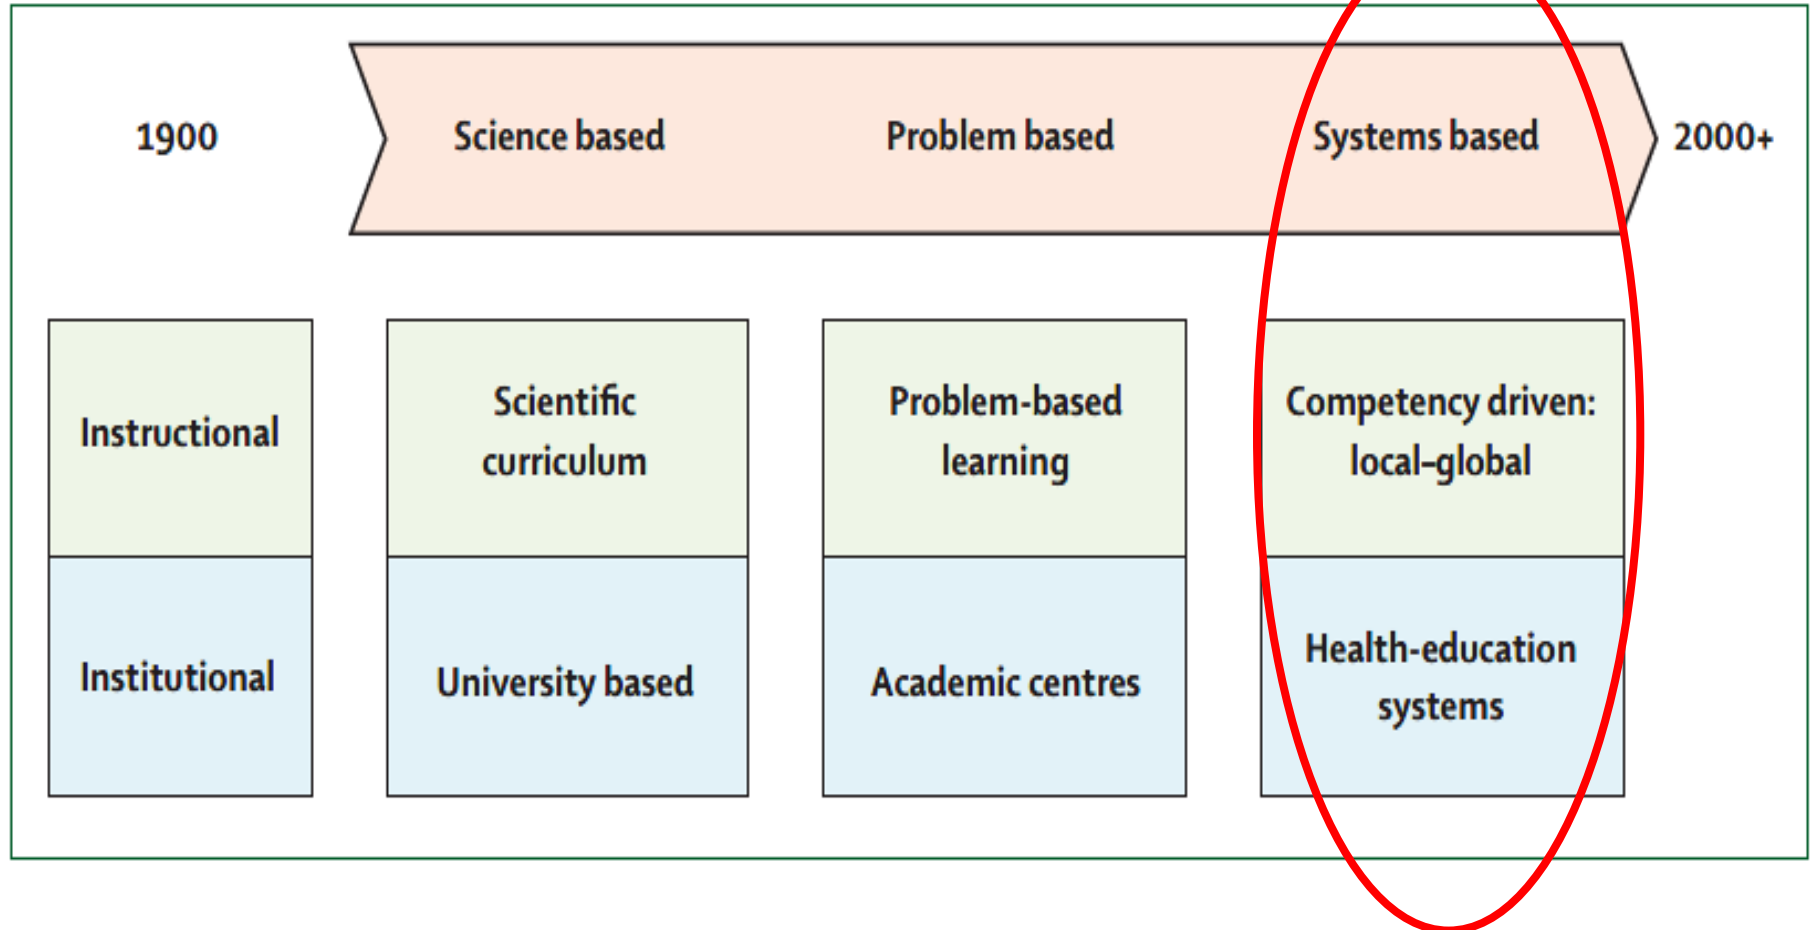 1900
Science based
Problem based
Systems based
2000+
Instructional
Scientific
curriculum
Problem-based
learning
Competency driven:
local–global
Institutional
University based
Academic centres
Health-education
systems